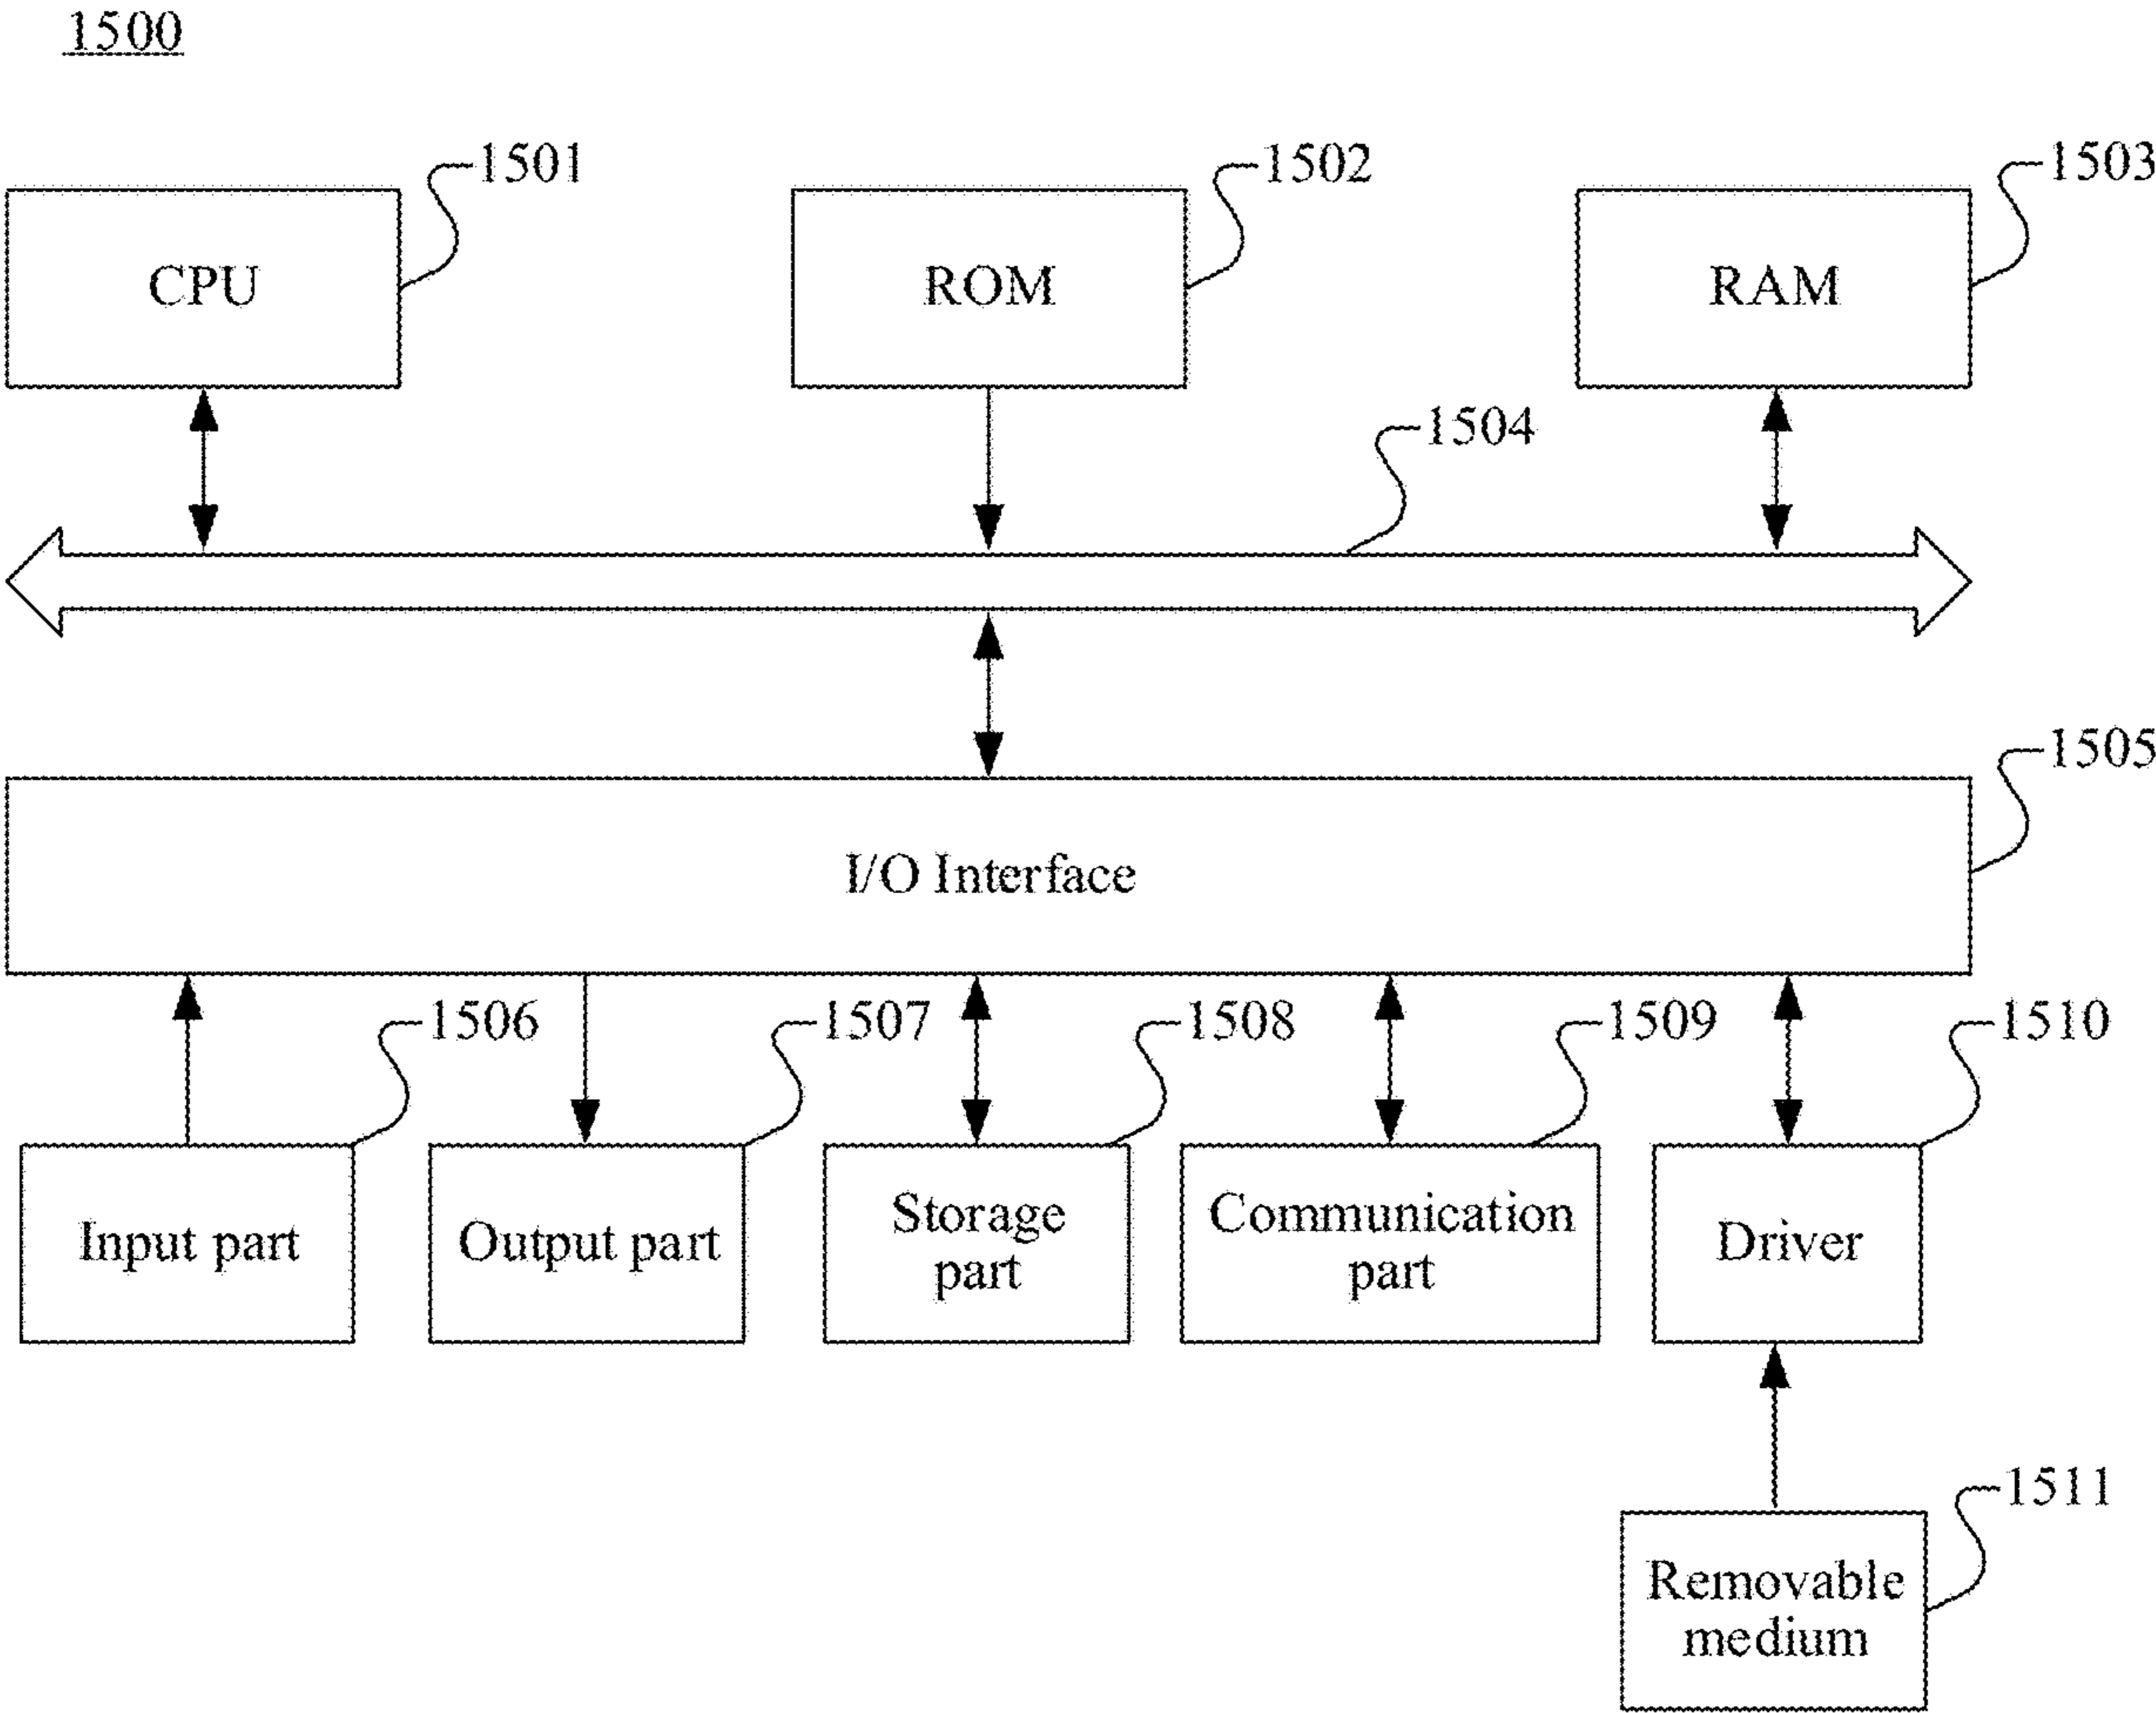 1500
1501
1502
1503
CPU
ROM
RAM
1504
1505
I/O Interface
1506
1507
1508
1509
1510
Input part
Output part
Storage
part
Communication
part
Driver
1511
Removable
medium